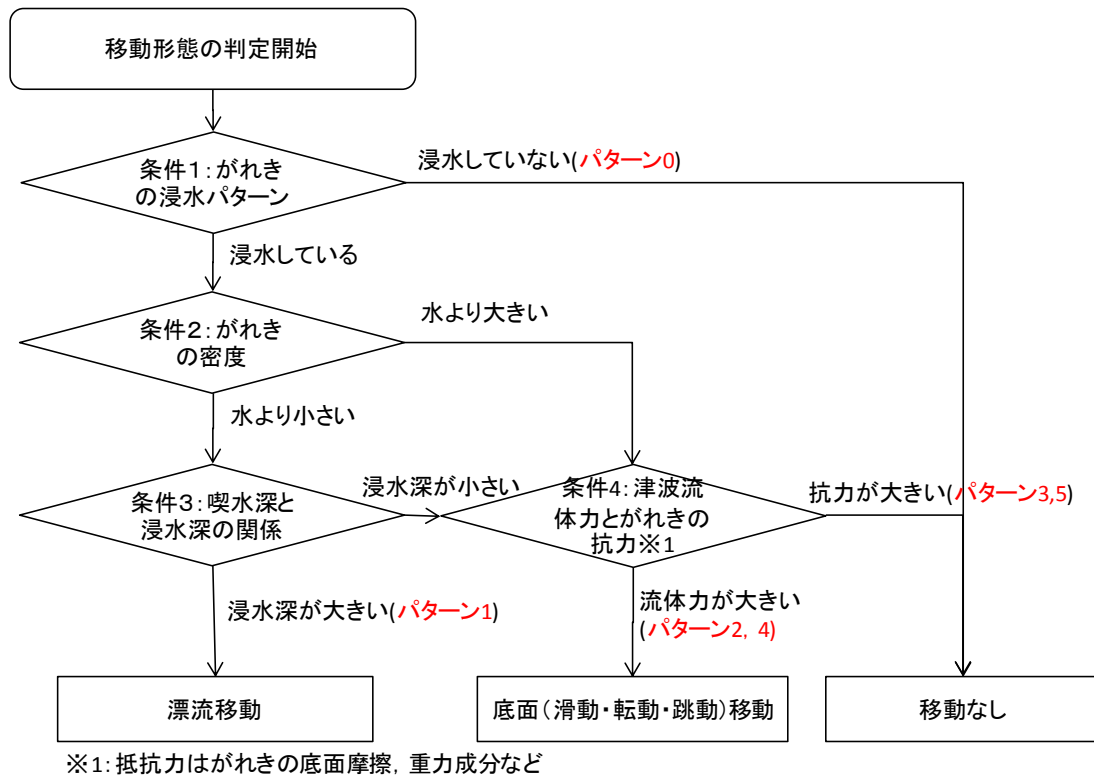 移動形態の判定開始
条件1：がれき
の浸水パターン
浸水していない(パターン0)
浸水している
条件2：がれき
の密度
水より大きい
水より小さい
条件3：喫水深と
浸水深の関係
浸水深が小さい
条件4：津波流
体力とがれきの
抗力※1
抗力が大きい(パターン3,5)
浸水深が大きい(パターン1)
流体力が大きい
(パターン2, 4)
漂流移動
底面（滑動・転動・跳動）移動
移動なし
※1：抵抗力はがれきの底面摩擦, 重力成分など